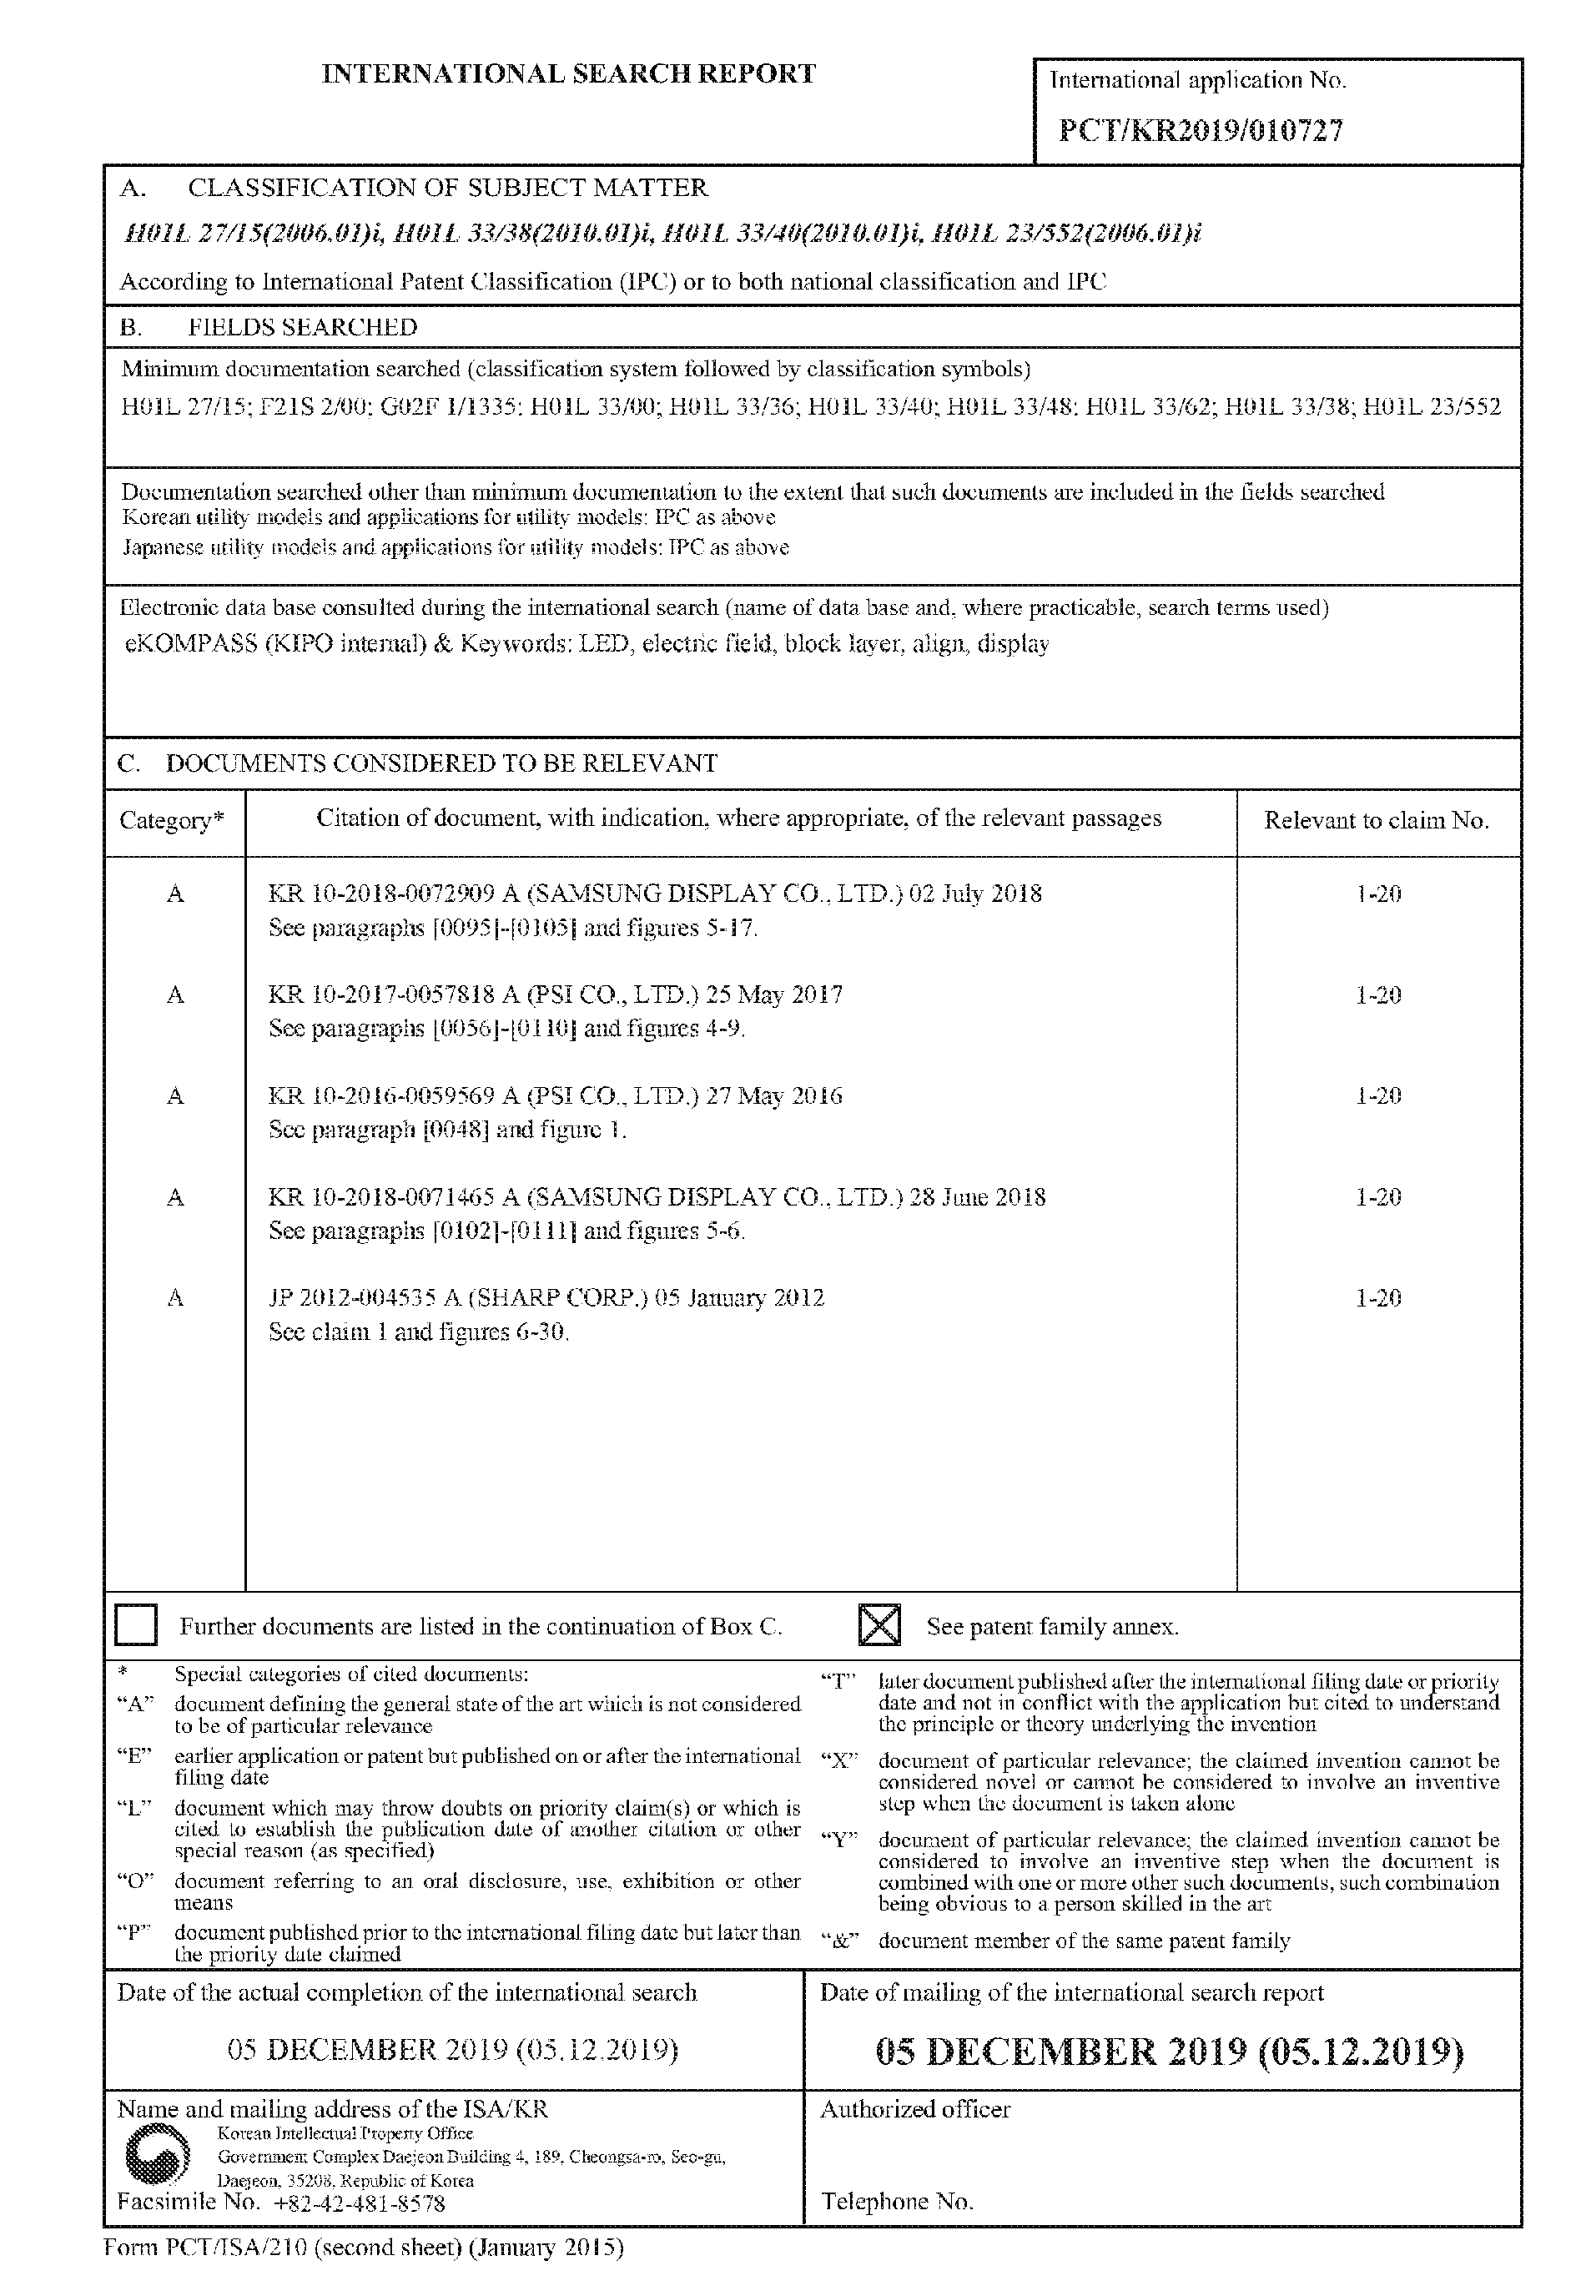 INTERNATIONAL SEARCH REPORT
International application No.
PCT/KR2019/010727
A. CLASSIFICATION OF SUBJECT MATTER
H01L 27/15(2006.01)i, H01L 33/38(2010.01)i, H01L 33/40(2010.01)i, H01L 23/552(2006.01)i
According to International Patent Classification (IPC) or to both national classification and IPC
B. FIELDS SEARCHED
Minimum documentation searched (classification system followed by classification symbols)
H01L 27/15; F21S 2/00; G02F 1/1335; H01L 33/00; H01L 33/36; H01L 33/40; H01L 33/48; H01L 33/62; H01L 33/38; H01L 23/552
Documentation searched other than minimum documentation to the extent that such documents are included in the fields searched
Korean utility models and applications for utility models: IPC as above
Japanese utility models and applications for utility models: IPC as above
Electronic data base consulted during the international search (name of data base and, where practicable, search terms used)
eKOMPASS (KIPO internal) & Keywords: LED, electric field, block layer, align, display
C. DOCUMENTS CONSIDERED TO BE RELEVANT
Category* Citation of document, with indication, where appropriate, of the relevant passages Relevant to claim No.
A KR 10-2018-0072909 A (SAMSUNG DISPLAY CO., LTD.) 02 July 2018 1-20
See paragraphs [0095]-[0105] and figures 5-17.
A KR 10-2017-0057818 A (PSI CO., LTD.) 25 May 2017 1-20
See paragraphs [0056]-[0110] and figures 4-9.
A KR 10-2016-0059569 A (PSI CO., LTD.) 27 May 2016 1-20
See paragraph [0048] and figure 1.
A KR 10-2018-0071465 A (SAMSUNG DISPLAY CO., LTD.) 28 June 2018 1-20
See paragraphs [0102]-[0111] and figures 5-6.
A JP 2012-004535 A (SHARP CORP.) 05 January 2012 1-20
See claim 1 and figures 6-30.
Further documents are listed in the continuation of Box C.
See patent family annex.
* Special categories of cited documents:
“A” document defining the general state of the art which is not considered
to be of particular relevance
“E” earlier application or patent but published on or after the international
filing date
“L” document which may throw doubts on priority claim(s) or which is
cited to establish the publication date of another citation or other
special reason (as specified)
“O” document referring to an oral disclosure, use, exhibition or other
means
“P” document published prior to the international filing date but later than
the priority date claimed
“T” later document published after the international filing date or priority
date and not in conflict with the application but cited to understand
the principle or theory underlying the invention
“X” document of particular relevance; the claimed invention cannot be
considered novel or cannot be considered to involve an inventive
step when the document is taken alone
“Y” document of particular relevance; the claimed invention cannot be
considered to involve an inventive step when the document is
combined with one or more other such documents, such combination
being obvious to a person skilled in the art
“&” document member of the same patent family
Date of the actual completion of the international search
05 DECEMBER 2019 (05.12.2019)
Date of mailing of the international search report
05 DECEMBER 2019 (05.12.2019)
Name and mailing address of the ISA/KR
Korean Intellectual Property Office
Government Complex Daejeon Building 4, 189, Cheongsa-ro, Seo-gu,
Daejeon, 35208, Republic of Korea
Facsimile No. +82-42-481-8578
Authorized officer
Telephone No.
Form PCT/ISA/210 (second sheet) (January 2015)